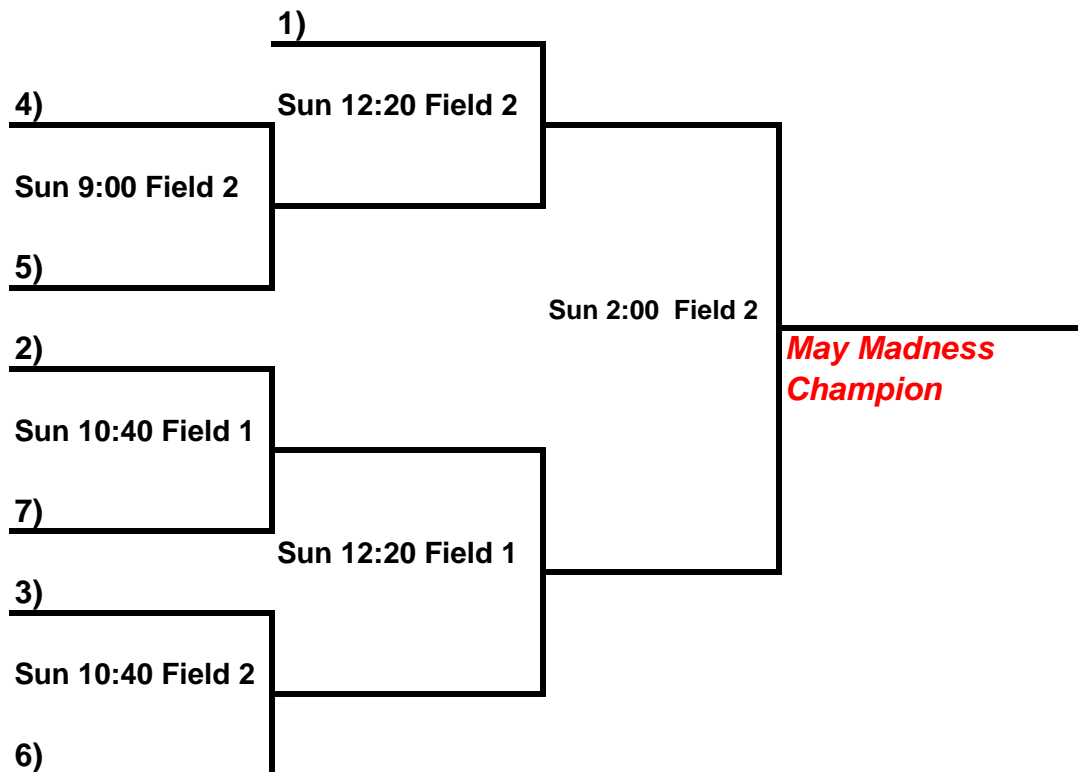 1)
4)
Sun 12:20 Field 2
Sun 9:00 Field 2
5)
Sun 2:00  Field 2
2)
May Madness
Champion
Sun 10:40 Field 1
7)
Sun 12:20 Field 1
3)
Sun 10:40 Field 2
6)